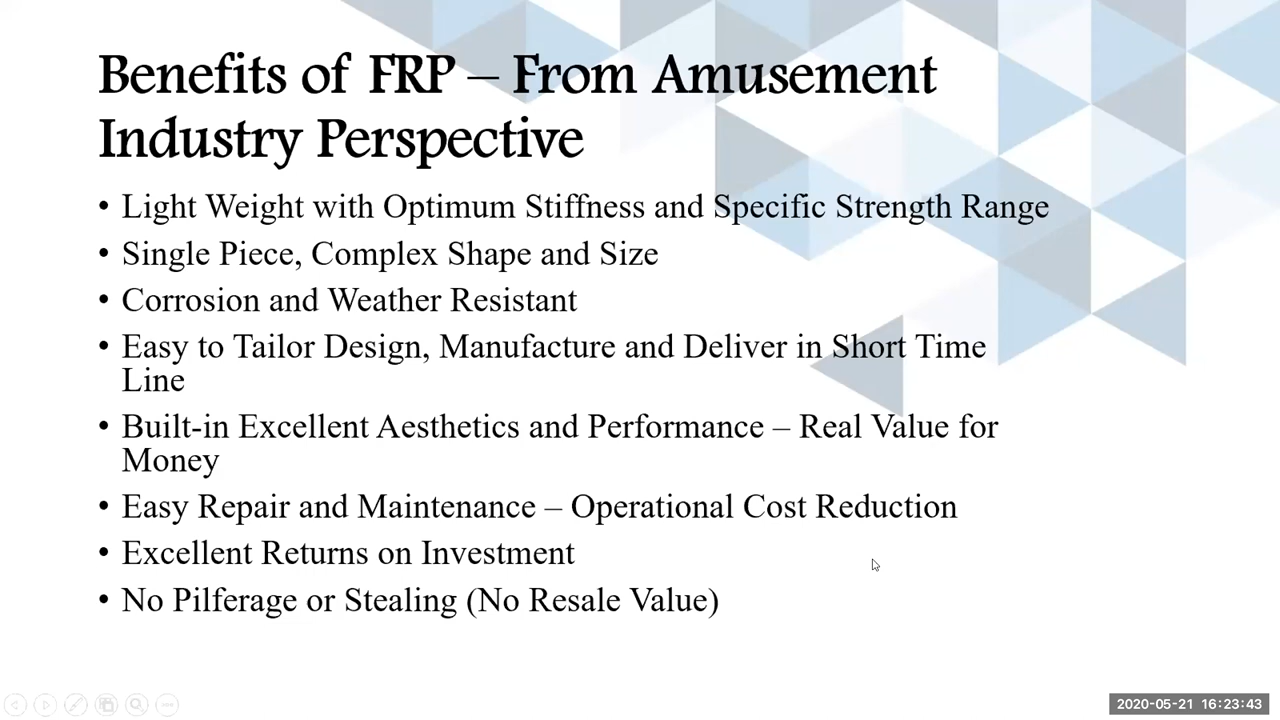 Benefits of FRP – From Amusement
Industry Perspective
• Light Weight with Optimum Stiffness and Specific Strength Range
• Single Piece, Complex Shape and Size
• Corrosion and Weather Resistant
• Easy to Tailor Design, Manufacture and Deliver in Short Time
Line
• Built-in Excellent Aesthetics and Performance – Real Value for
Money
• Easy Repair and Maintenance – Operational Cost Reduction
• Excellent Returns on Investment
• No Pilferage or Stealing (No Resale Value)
2020-05-21 16:23:43